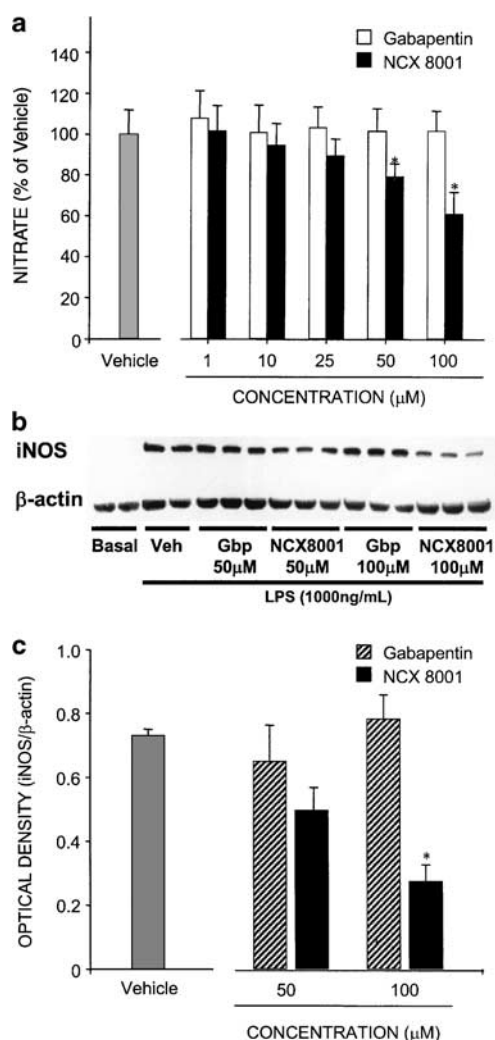 a
Gabapentin
NCX 8001
NITRATE (% of Vehicle)
140
120
100
80
60
40
20
0
* *
Vehicle
1 10 25 50 100
CONCENTRATION (μM)
b
iNOS
β-actin
Basal Veh Gbp NCX8001 Gbp NCX8001
50μM 50μM 100μM 100μM
LPS (1000ng/mL)
c
Gabapentin
NCX 8001
OPTICAL DENSITY (iNOS/β-actin)
1.0
0.8
0.6
0.4
0.2
0
*
Vehicle
50 100
CONCENTRATION (μM)